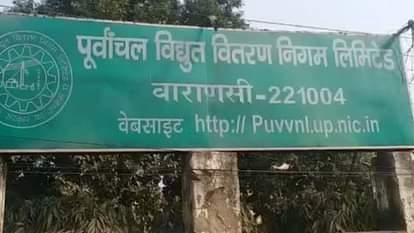 पूर्वांचल विद्युत वितरण निगम लिमिटेड
वाराणसी-221004
वेबसाइट http:// Puvvnl.up.nic.in